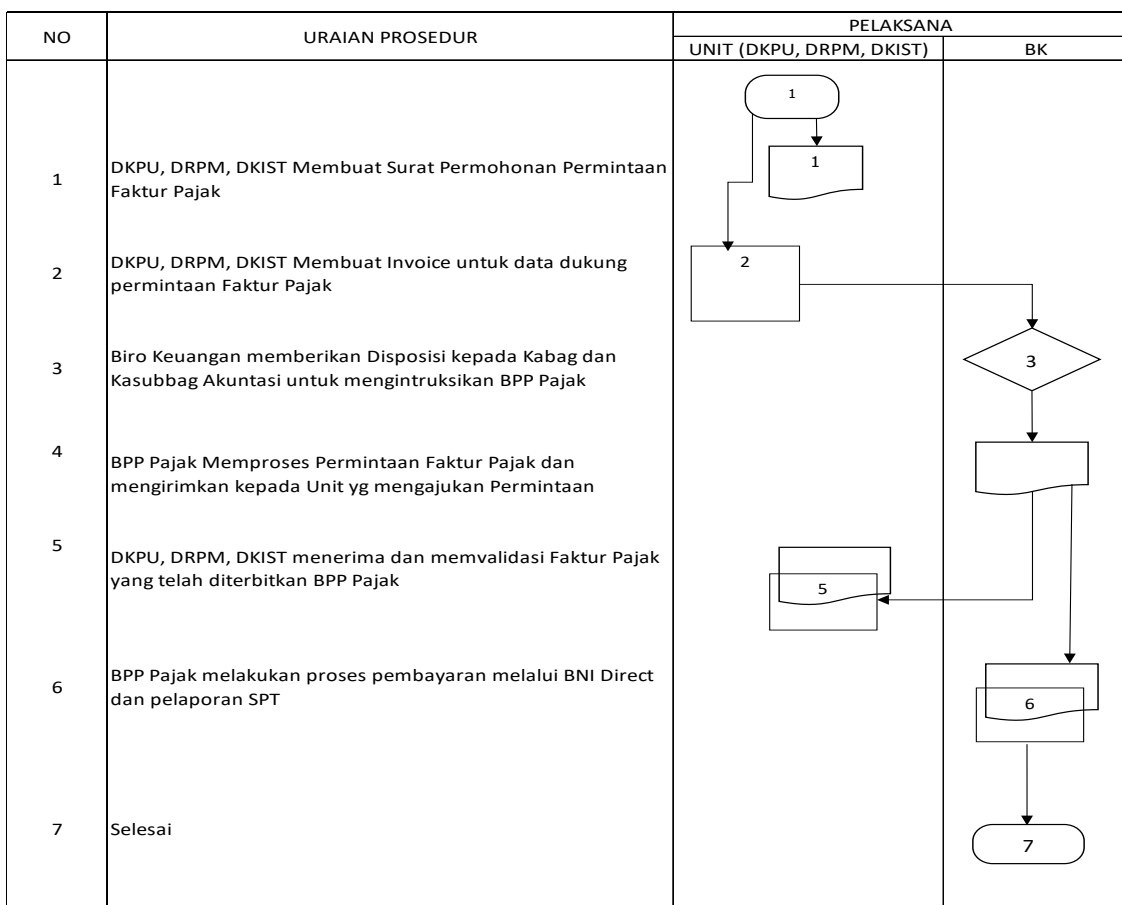 NO
URAIAN PROSEDUR
PELAKSANA
UNIT (DKPU, DRPM, DKIST)
BK
1
1
DKPU, DRPM, DKIST Membuat Surat Permohonan Permintaan
Faktur Pajak
1
2
DKPU, DRPM, DKIST Membuat Invoice untuk data dukung
permintaan Faktur Pajak
2
3
Biro Keuangan memberikan Disposisi kepada Kabag dan
Kasubbag Akuntasi untuk mengintruksikan BPP Pajak
3
4
BPP Pajak Memproses Permintaan Faktur Pajak dan
mengirimkan kepada Unit yg mengajukan Permintaan
5
DKPU, DRPM, DKIST menerima dan memvalidasi Faktur Pajak
yang telah diterbitkan BPP Pajak
5
6
BPP Pajak melakukan proses pembayaran melalui BNI Direct
dan pelaporan SPT
6
7
Selesai
7